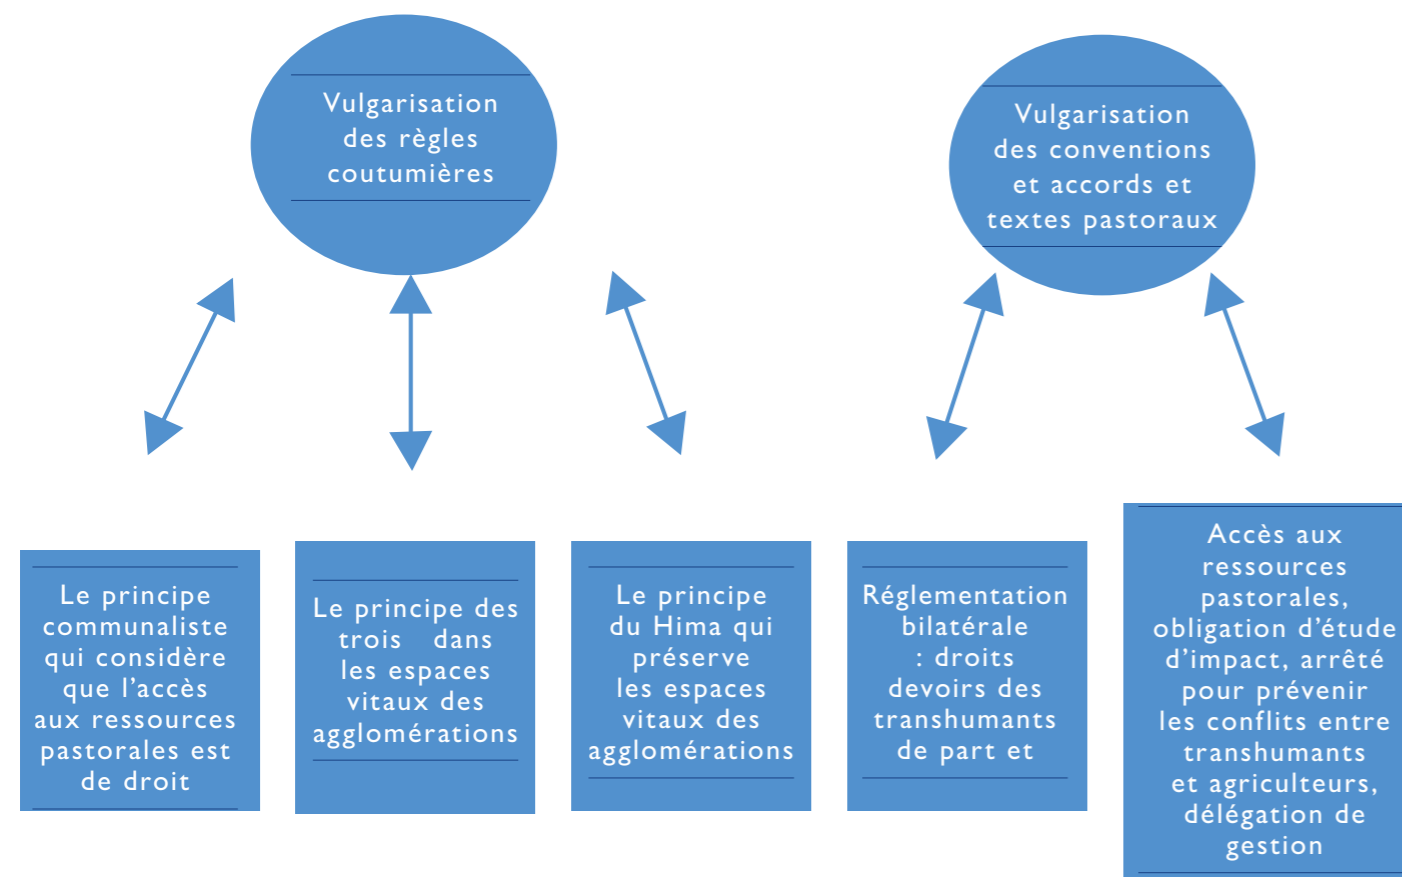 Vulgarisation
des règles
coutumières
Vulgarisation
des conventions
et accords et
textes pastoraux
Le principe
communaliste
qui considère
que l'accès
aux ressources
pastorales est
de droit
Le principe des
trois dans
les espaces
vitaux des
agglomérations
Le principe
du Hima qui
préserve
les espaces
vitaux des
agglomérations
Réglementation
bilatérale
: droits
devoirs des
transhumants
de part et
Accès aux
ressources
pastorales,
obligation d'étude
d'impact, arrêté
pour prévenir
les conflits entre
transhumants
et agriculteurs,
délégation de
gestion